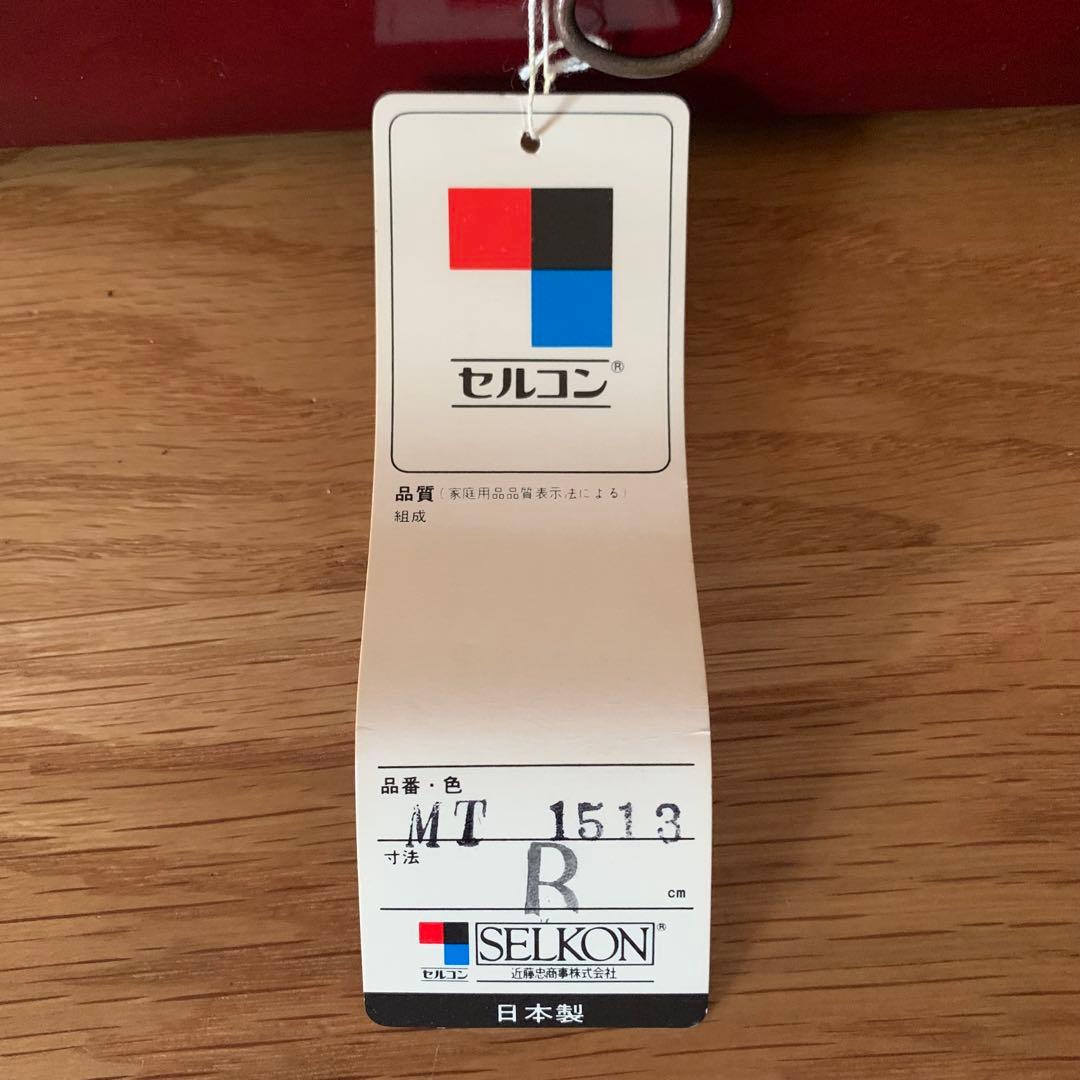 セルコン®
品質(家庭用品品質表示法による)
組成
品番・色
MT 1513
寸法
R
cm
SELKON®
セルコン
近藤忠商事株式会社
日本製